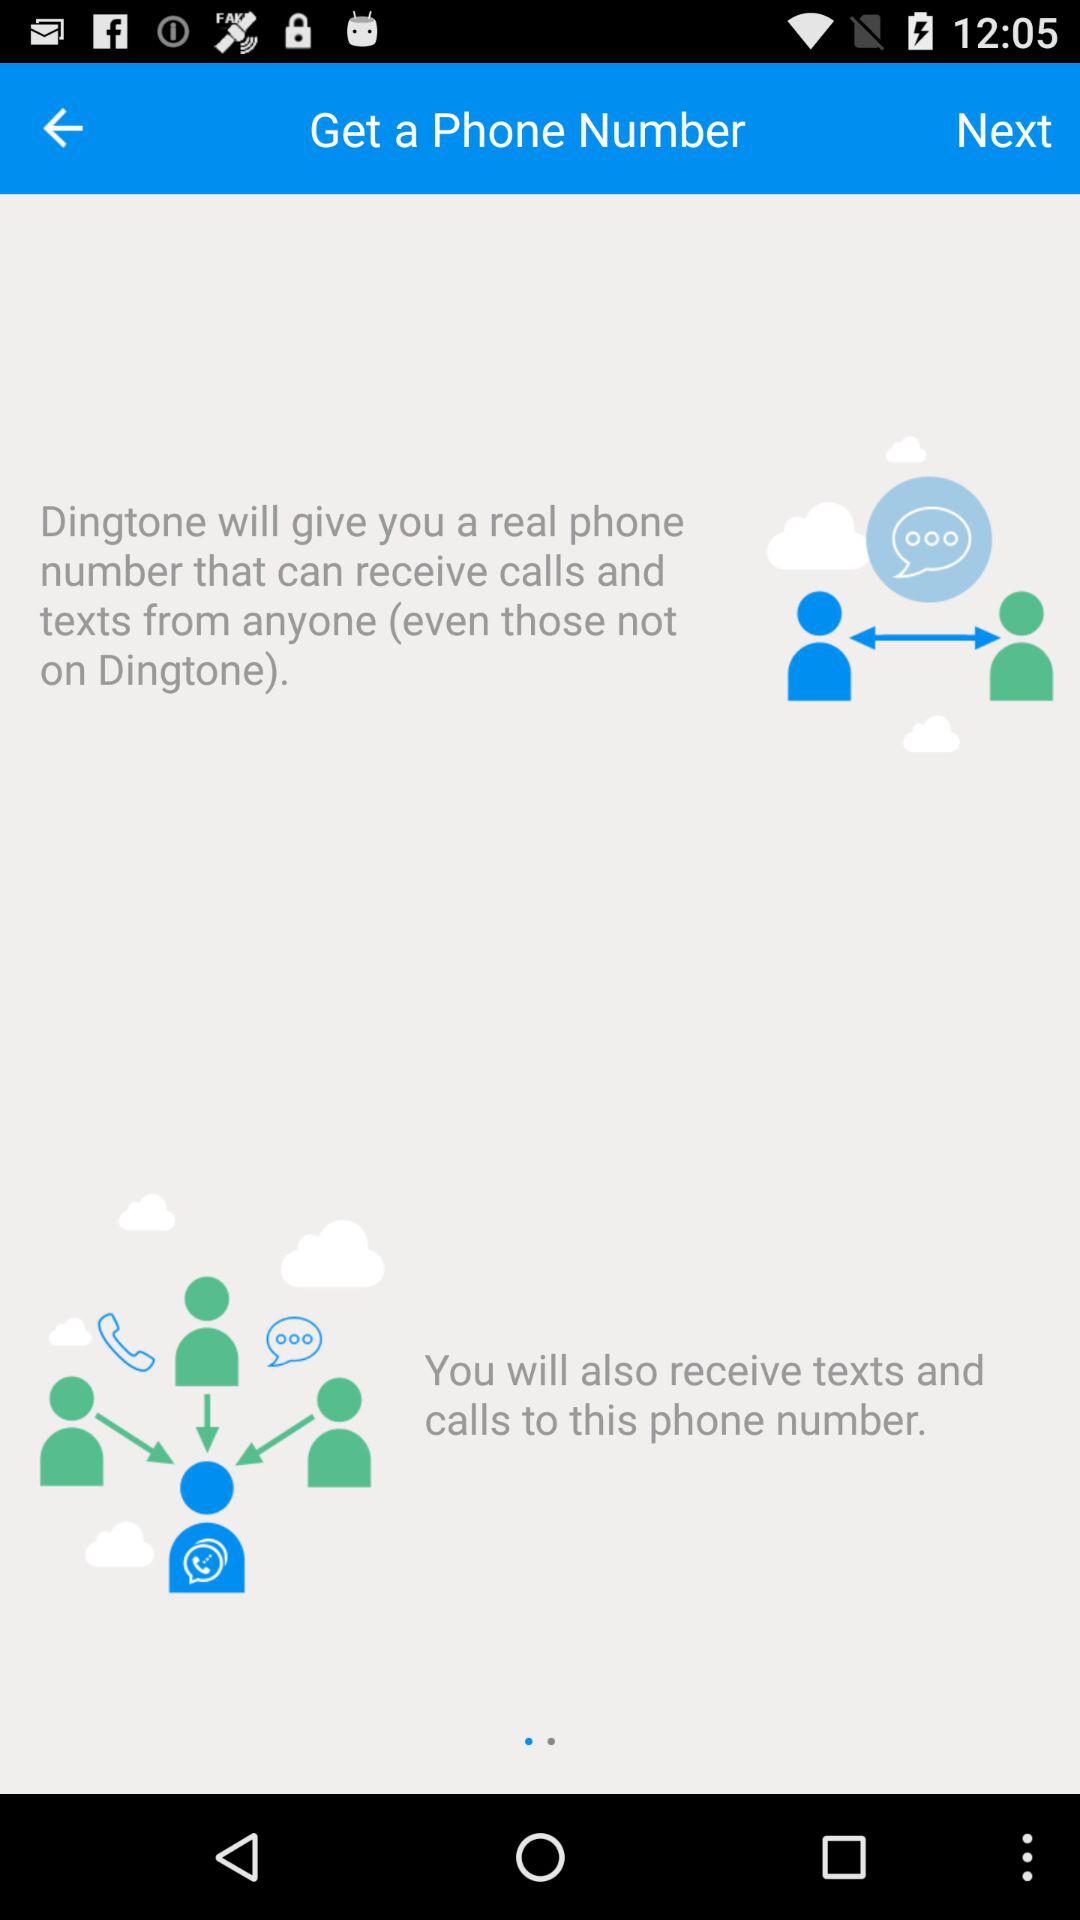 FAKE
12:05
Get a Phone Number
Next
Dingtone will give you a real phone
number that can receive calls and
texts from anyone (even those not
on Dingtone).
You will also receive texts and
calls to this phone number.